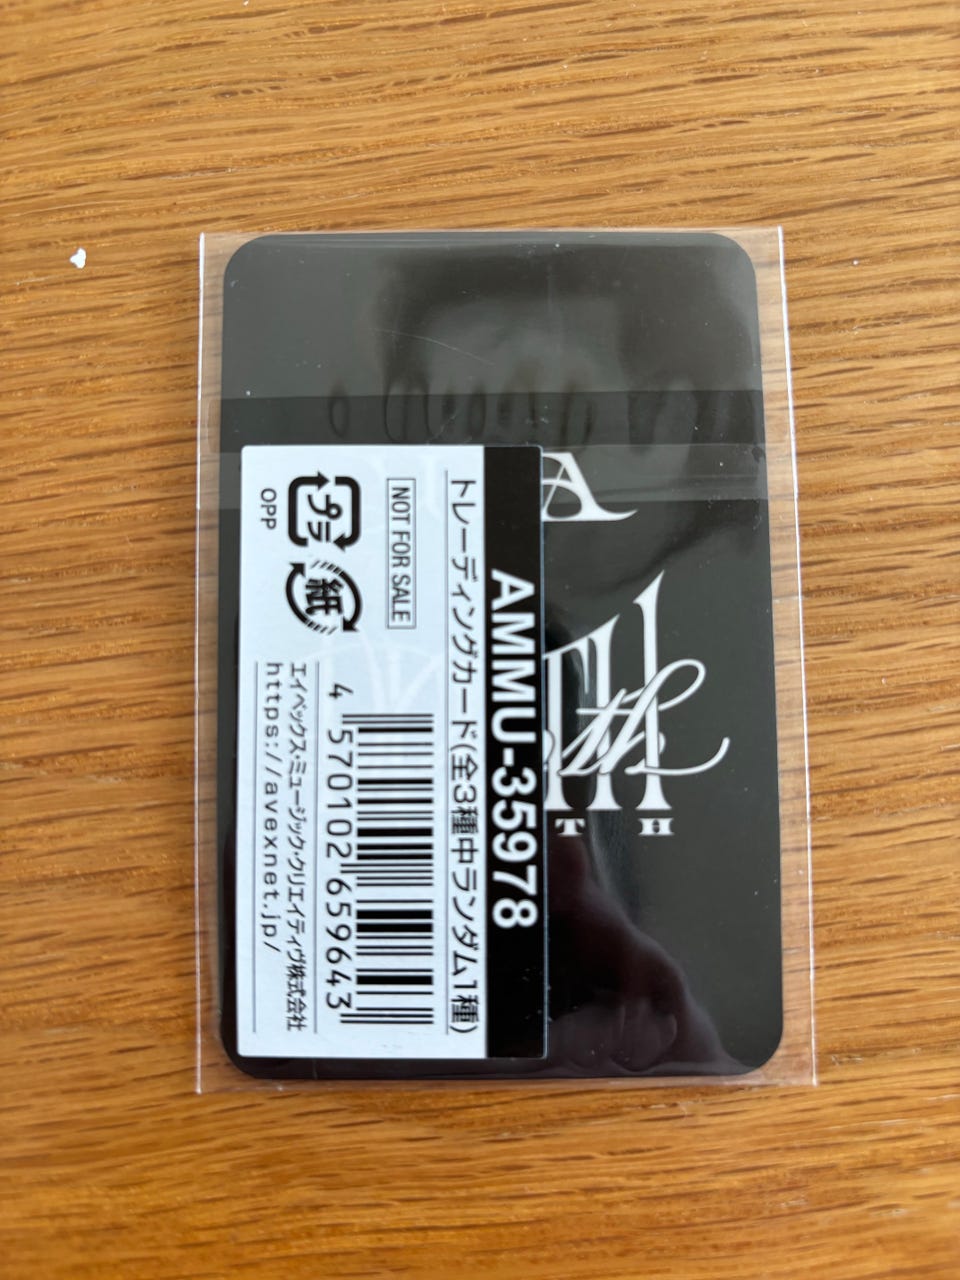 AMMU-35978
トレーディングカード(全3種中ランダム1種)
NOT FOR SALE
4 570102 659643
プラ
OPP
紙
エイベックス・ミュージック・クリエイティヴ株式会社
https://avexnet.jp/
A
T H